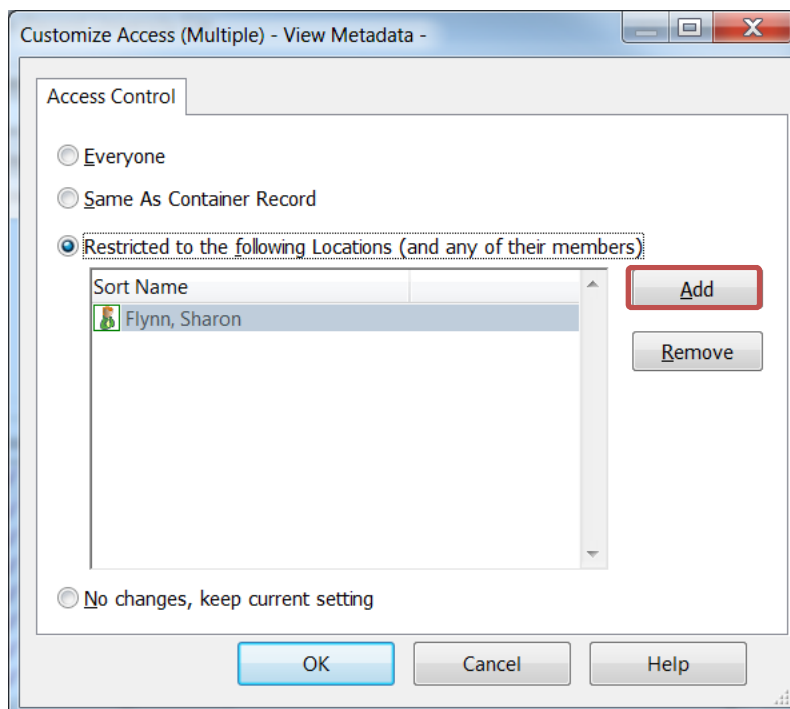 Customize Access (Multiple) - View Metadata -
Access Control
Everyone
Same As Container Record
Restricted to the following Locations (and any of their members)
Sort Name
Add
Flynn, Sharon
Remove
No changes, keep current setting
OK Cancel Help